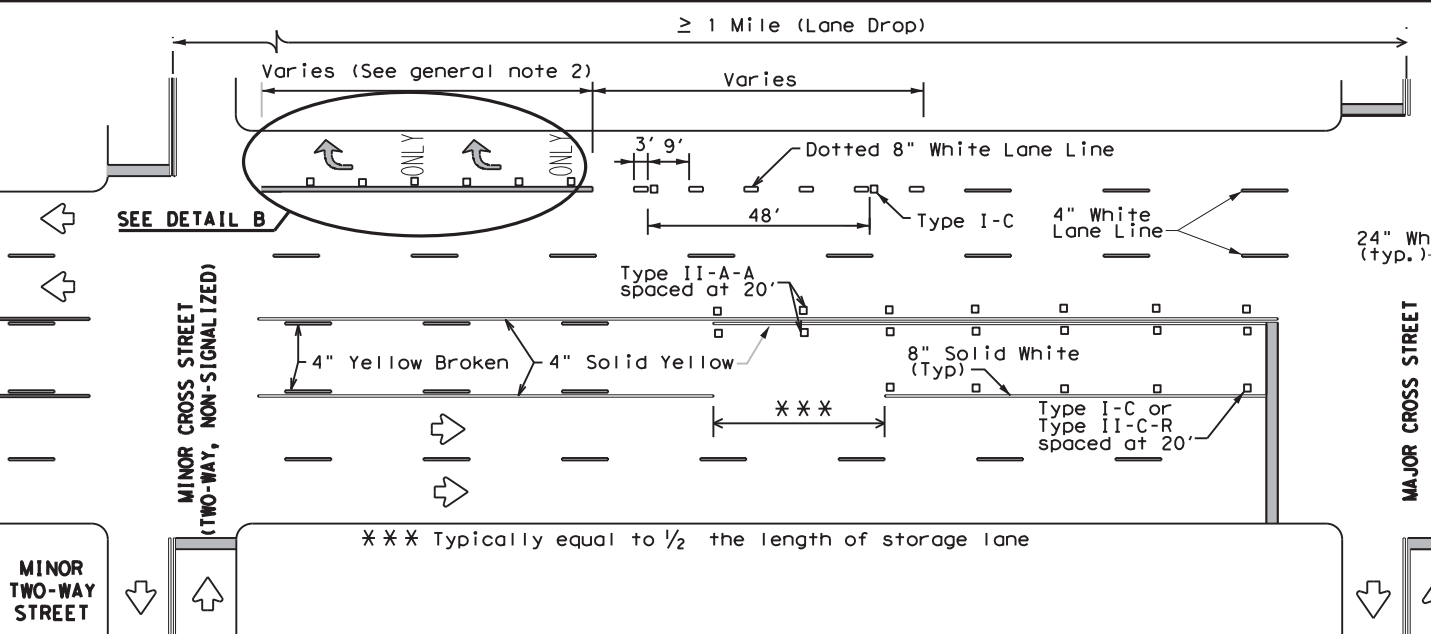 ≥ 1 Mile (Lane Drop)
Varies (See general note 2)
Varies
ONLY
ONLY
3' 9'
Dotted 8" White Lane Line
SEE DETAIL B
48'
Type I-C
4" White
Lane Line
24" Wh
(typ.)
Type II-A-A
spaced at 20'
MINOR CROSS STREET
(TWO-WAY, NON-SIGNALIZED)
4" Yellow Broken
4" Solid Yellow
8" Solid White
(Typ)
***
Type I-C or
Type II-C-R
spaced at 20'
MAJOR CROSS STREET
*** Typically equal to ½ the length of storage lane
MINOR
TWO-WAY
STREET